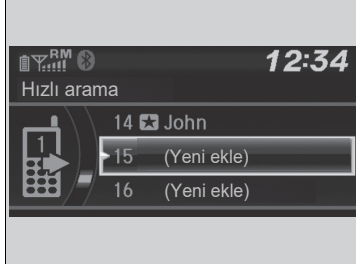 RM 12:34
Hızlı arama
14 John
1
15 (Yeni ekle)
16 (Yeni ekle)